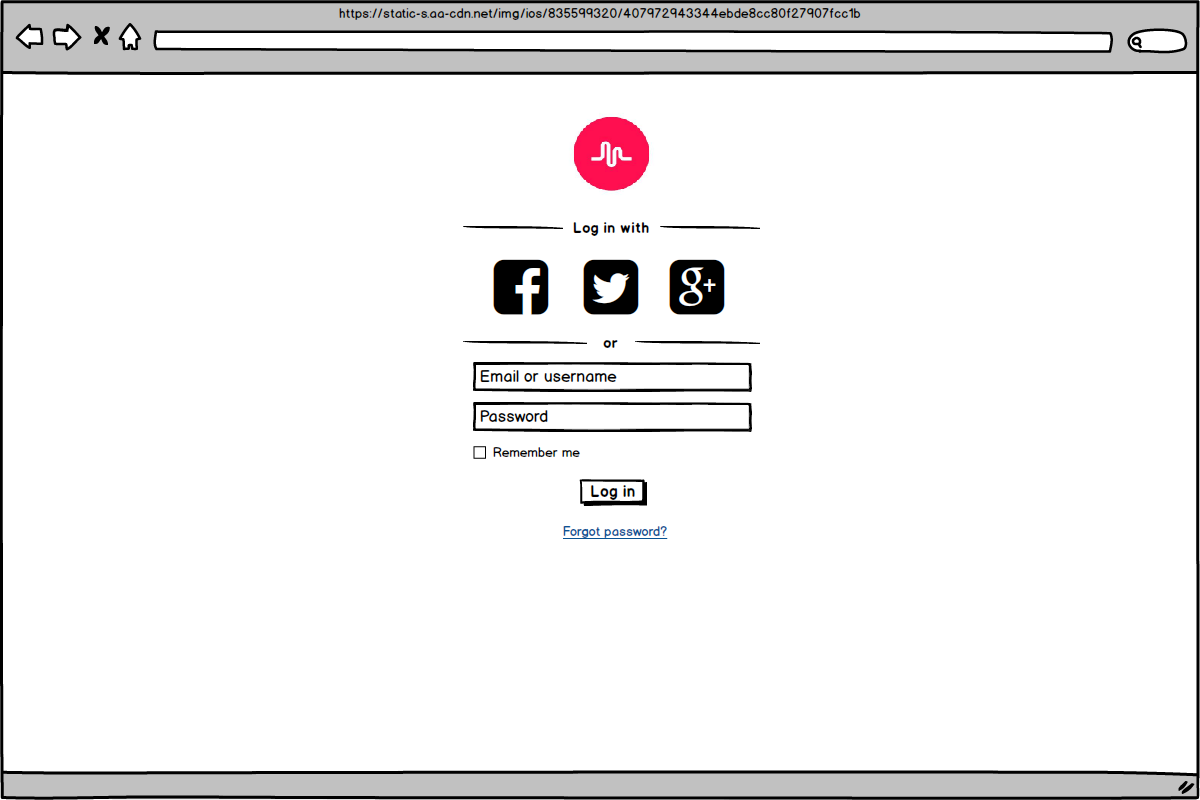 https://static-s.aa-cdn.net/img/ios/835599320/407972943344ebde8cc80f27907fcc1b
Log in with
or
Email or username
Password
Remember me
Log in
Forgot password?